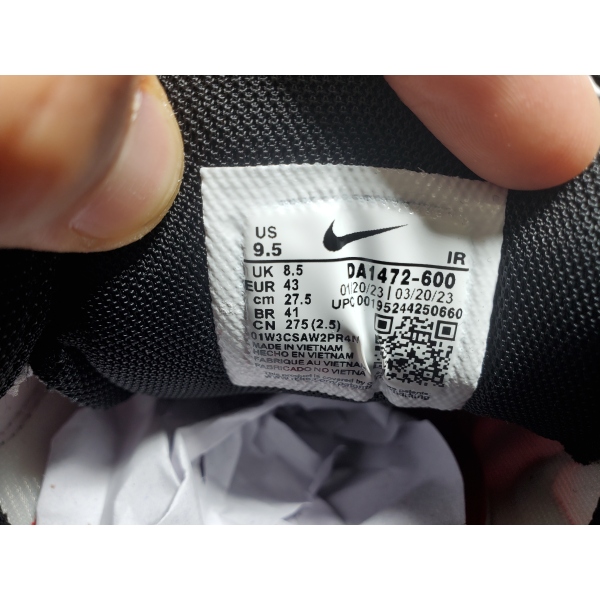 US
9.5
IR
UK 8.5
DA1472-600
EUR 43
01/20/23 | 03/20/23
cm 27.5
UPC 00195244250660
BR 41
CN 275 (2.5)
01W3CSAW2PR4N
MADE IN VIETNAM
HECHO EN VIETNAM
FABRIQUE AU VIETNAM
FABRICADO NO VIETNAM